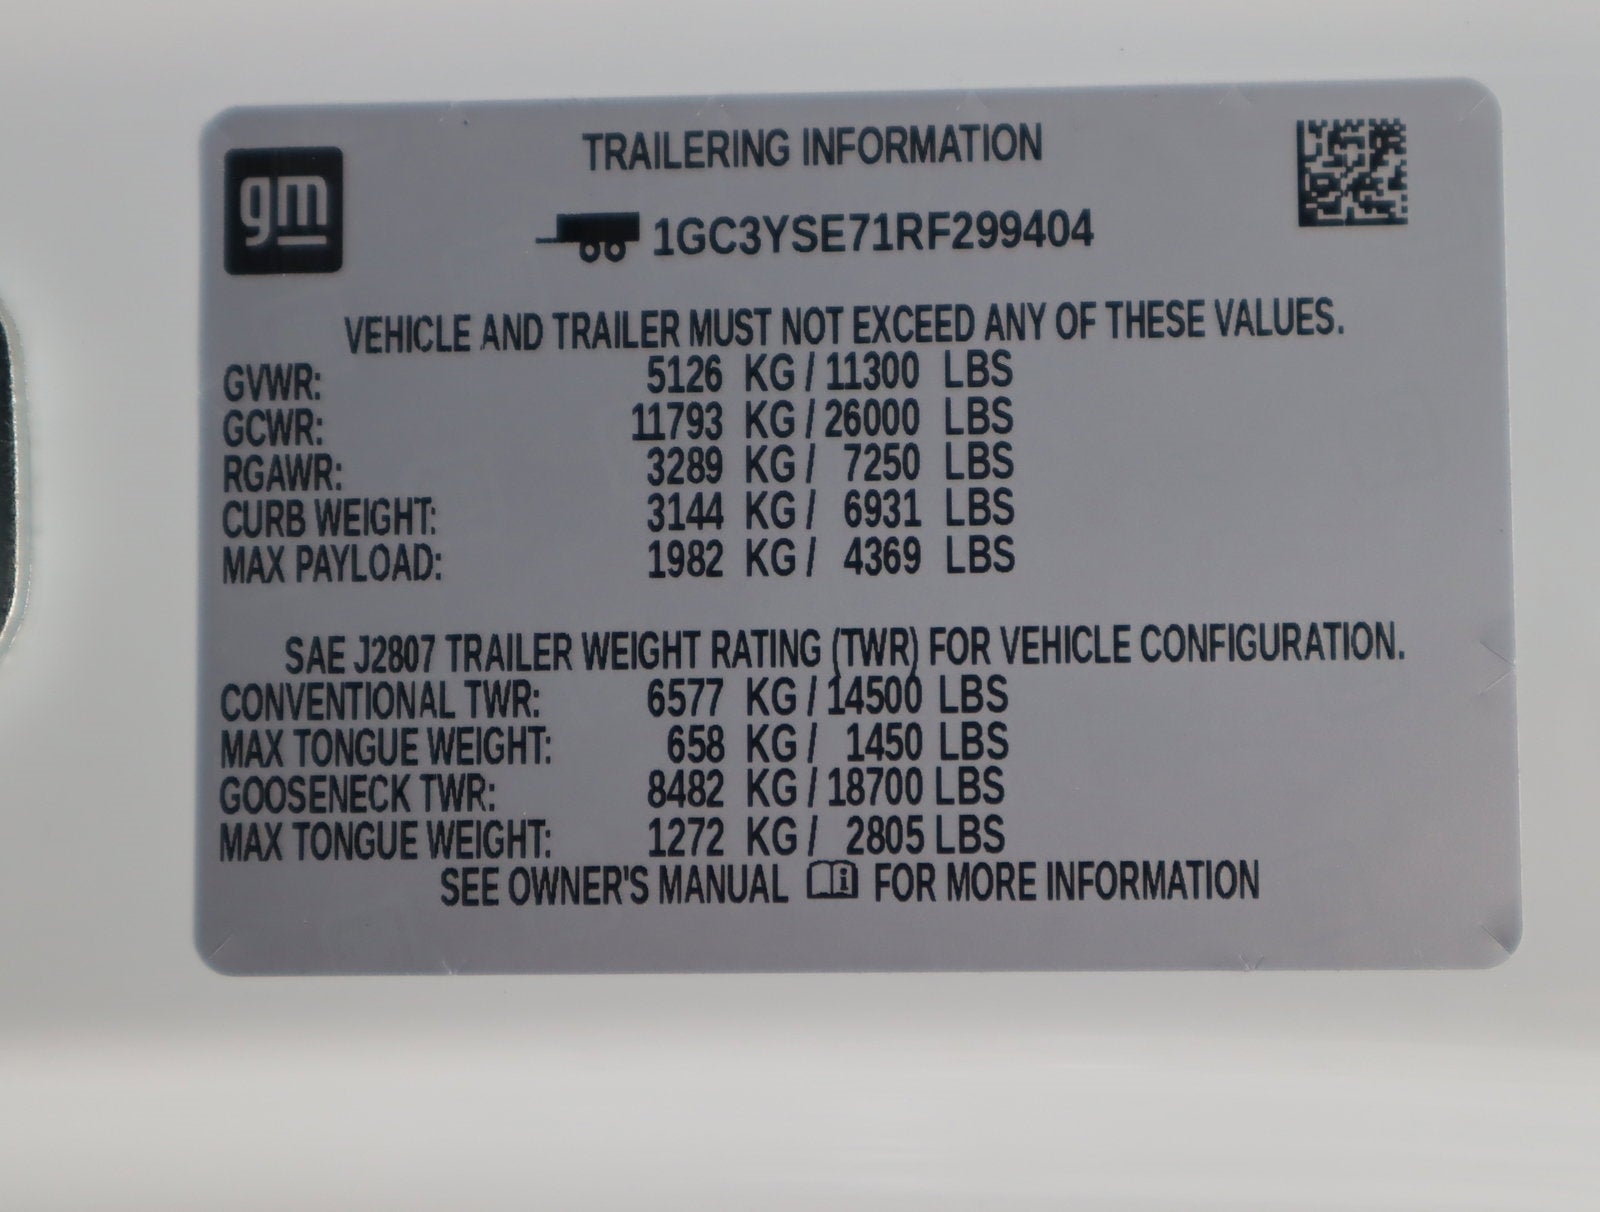 gm
TRAILERING INFORMATION
1GC3YSE71RF299404
VEHICLE AND TRAILER MUST NOT EXCEED ANY OF THESE VALUES.
GVWR: 5126 KG / 11300 LBS
GCWR: 11793 KG / 26000 LBS
RGAWR: 3289 KG / 7250 LBS
CURB WEIGHT: 3144 KG / 6931 LBS
MAX PAYLOAD: 1982 KG / 4369 LBS
SAE J2807 TRAILER WEIGHT RATING (TWR) FOR VEHICLE CONFIGURATION.
CONVENTIONAL TWR: 6577 KG / 14500 LBS
MAX TONGUE WEIGHT: 658 KG / 1450 LBS
GOOSENECK TWR: 8482 KG / 18700 LBS
MAX TONGUE WEIGHT: 1272 KG / 2805 LBS
SEE OWNER'S MANUAL i FOR MORE INFORMATION